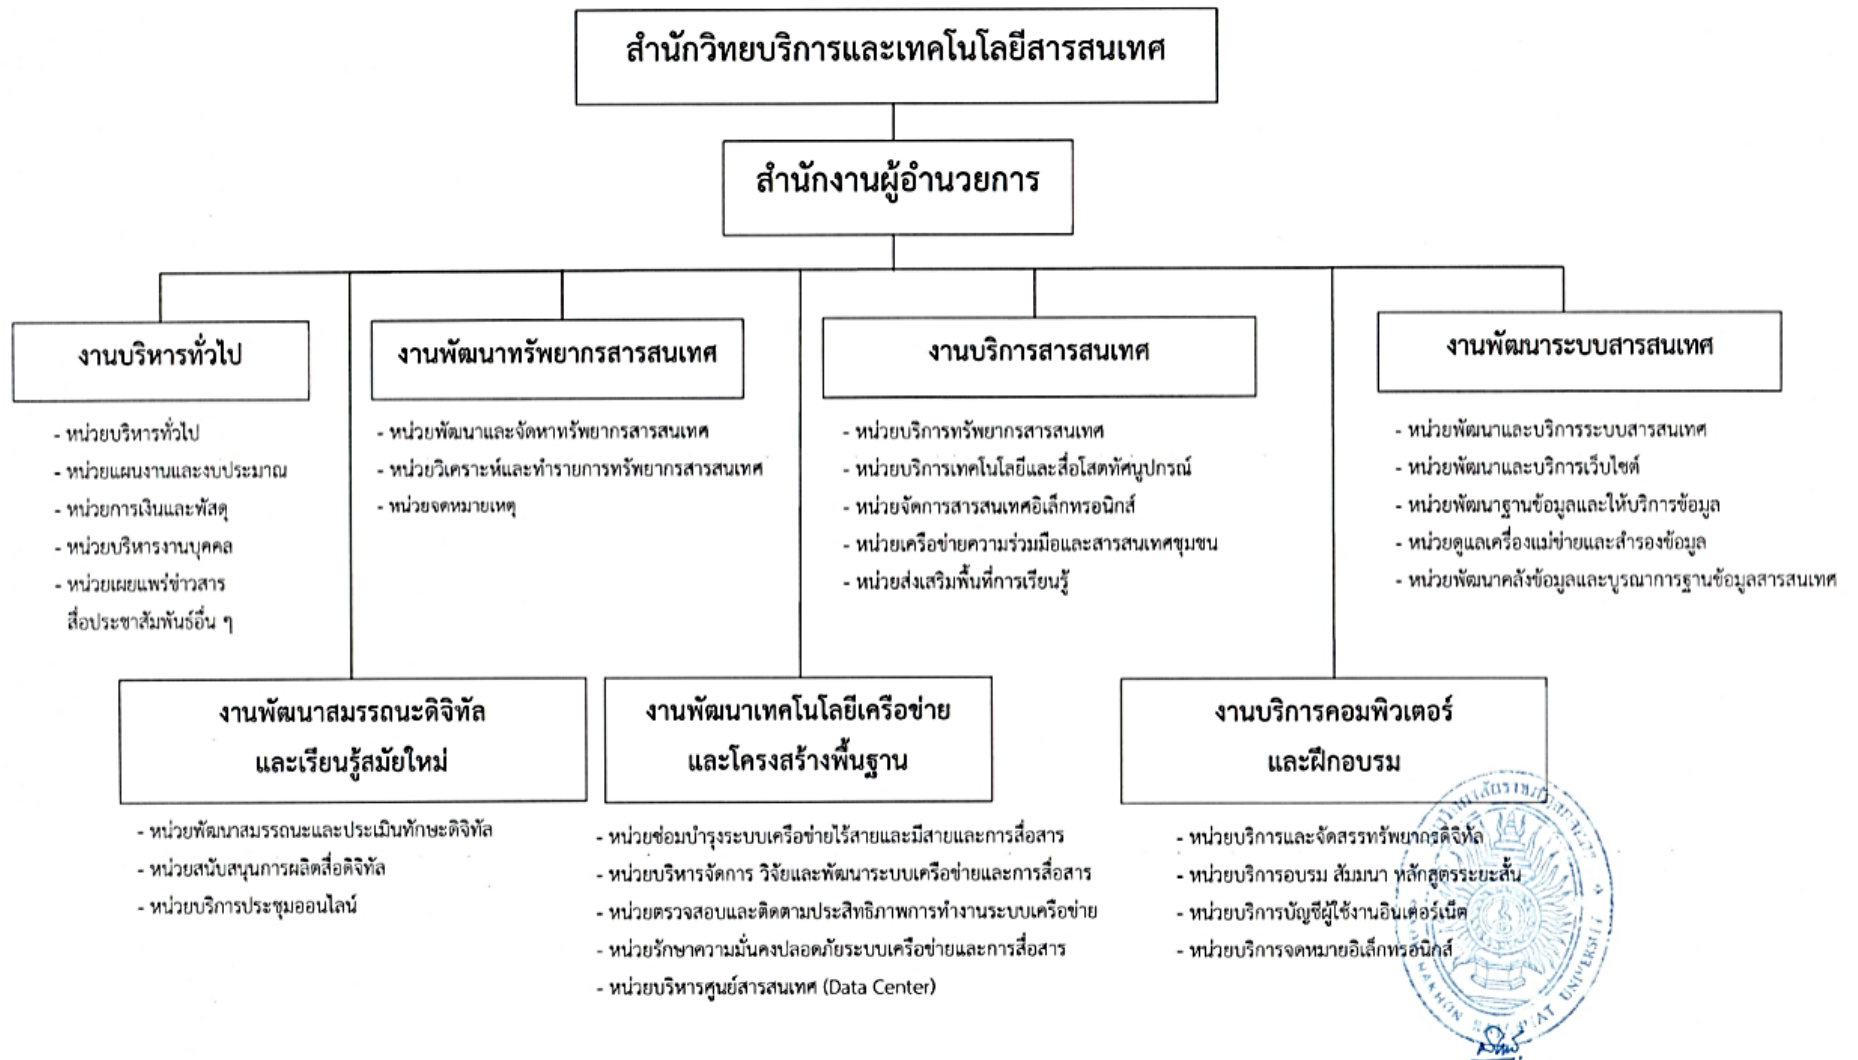 สำนักวิทยบริการและเทคโนโลยีสารสนเทศ
สำนักงานผู้อำนวยการ
งานบริหารทั่วไป
- หน่วยบริหารทั่วไป
- หน่วยแผนงานและงบประมาณ
- หน่วยการเงินและพัสดุ
- หน่วยบริหารงานบุคคล
- หน่วยเผยแพร่ข่าวสาร
สื่อประชาสัมพันธ์อื่น ๆ
งานพัฒนาทรัพยากรสารสนเทศ
- หน่วยพัฒนาและจัดหาทรัพยากรสารสนเทศ
- หน่วยวิเคราะห์และทำรายการทรัพยากรสารสนเทศ
- หน่วยจดหมายเหตุ
งานบริการสารสนเทศ
- หน่วยบริการทรัพยากรสารสนเทศ
- หน่วยบริการเทคโนโลยีและสื่อโสตทัศนูปกรณ์
- หน่วยจัดการสารสนเทศอิเล็กทรอนิกส์
- หน่วยเครือข่ายความร่วมมือและสารสนเทศชุมชน
- หน่วยส่งเสริมพื้นที่การเรียนรู้
งานพัฒนาระบบสารสนเทศ
- หน่วยพัฒนาและบริการระบบสารสนเทศ
- หน่วยพัฒนาและบริการเว็บไซต์
- หน่วยพัฒนาฐานข้อมูลและให้บริการข้อมูล
- หน่วยดูแลเครื่องแม่ข่ายและสำรองข้อมูล
- หน่วยพัฒนาคลังข้อมูลและบูรณาการฐานข้อมูลสารสนเทศ
งานพัฒนาสมรรถนะดิจิทัล
และเรียนรู้สมัยใหม่
- หน่วยพัฒนาสมรรถนะและประเมินทักษะดิจิทัล
- หน่วยสนับสนุนการผลิตสื่อดิจิทัล
- หน่วยบริการประชุมออนไลน์
งานพัฒนาเทคโนโลยีเครือข่าย
และโครงสร้างพื้นฐาน
- หน่วยซ่อมบำรุงระบบเครือข่ายไร้สายและมีสายและการสื่อสาร
- หน่วยบริหารจัดการ วิจัยและพัฒนาระบบเครือข่ายและการสื่อสาร
- หน่วยตรวจสอบและติดตามประสิทธิภาพการทำงานระบบเครือข่าย
- หน่วยรักษาความมั่นคงปลอดภัยระบบเครือข่ายและการสื่อสาร
- หน่วยบริหารศูนย์สารสนเทศ (Data Center)
งานบริการคอมพิวเตอร์
และฝึกอบรม
- หน่วยบริการและจัดสรรทรัพยากรดิจิทัล
- หน่วยบริการอบรม สัมมนา หลักสูตรระยะสั้น
- หน่วยบริการบัญชีผู้ใช้งานอินเตอร์เน็ต
- หน่วยบริการจดหมายอิเล็กทรอนิกส์
UNIVERSITY